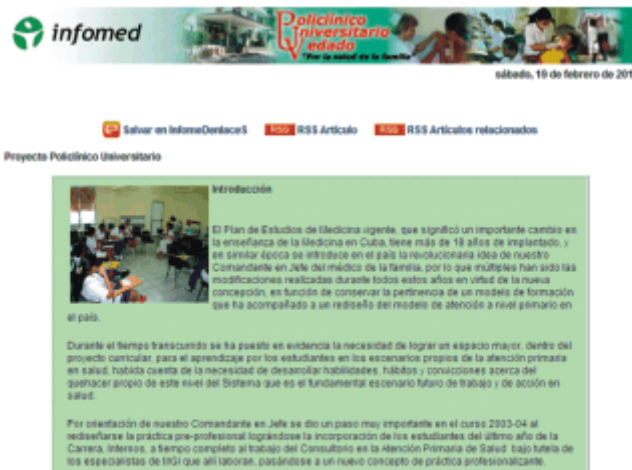 infomed
Policlínico
Universitario
Vedado
"Por la salud de la familia"
sábado, 19 de febrero de 201
Salvar en InfomeDenlaceS RSS RSS Artículo RSS RSS Artículos relacionados
Proyecto Policlínico Universitario
Introducción
El Plan de Estudios de Medicina vigente, que significó un importante cambio en
la enseñanza de la Medicina en Cuba, tiene más de 18 años de implantado, y
en similar época se introduce en el país la revolucionaria idea de nuestro
Comandante en Jefe del médico de la familia, por lo que múltiples han sido las
modificaciones realizadas durante todos estos años en virtud de la nueva
concepción, en función de conservar la pertinencia de un modelo de formación
que ha acompañado a un rediseño del modelo de atención a nivel primario en
el país.
Durante el tiempo transcurrido se ha puesto en evidencia la necesidad de lograr un espacio mayor, dentro del
proyecto curricular, para el aprendizaje por los estudiantes en los escenarios propios de la atención primaria
en salud, habida cuenta de la necesidad de desarrollar habilidades, hábitos y convicciones acerca del
quehacer propio de este nivel del Sistema que es el fundamental escenario futuro de trabajo y de acción en
salud.
Por orientación de nuestro Comandante en Jefe se dio un paso muy importante en el curso 2003-04 al
rediseñarse la práctica pre-profesional lográndose la incorporación de los estudiantes del último año de la
Carrera, Internos, a tiempo completo al trabajo del Consultorio en la Atención Primaria de Salud bajo tutela de
los especialistas de MGI que allí laboran, pasándose a un nuevo concepto de práctica profesionalizante.